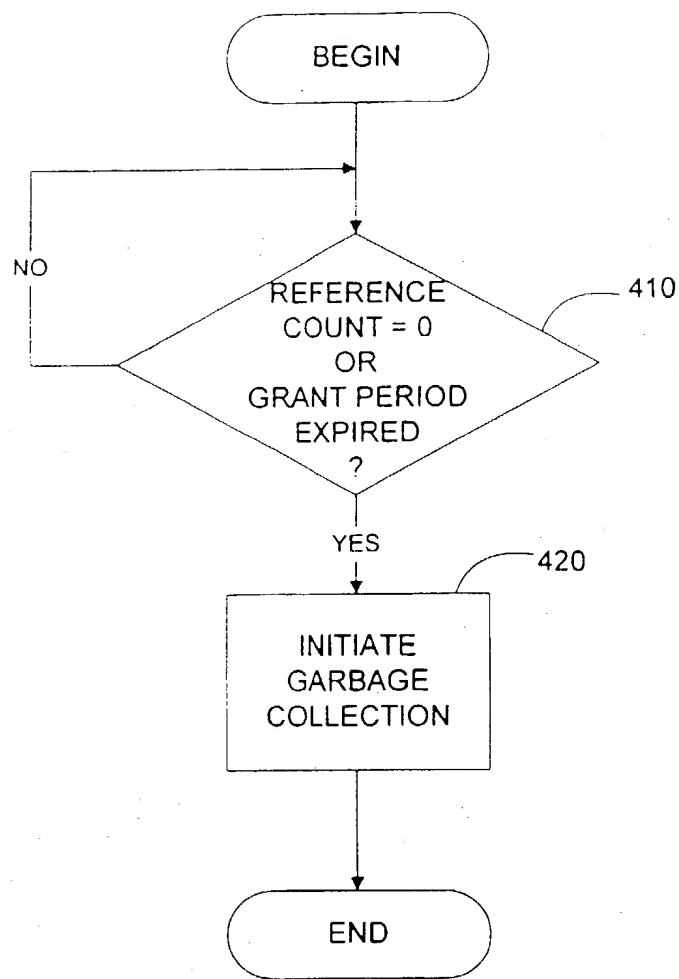 BEGIN
NO
REFERENCE
COUNT = 0
OR
GRANT PERIOD
EXPIRED
?
410
YES
420
INITIATE
GARBAGE
COLLECTION
END